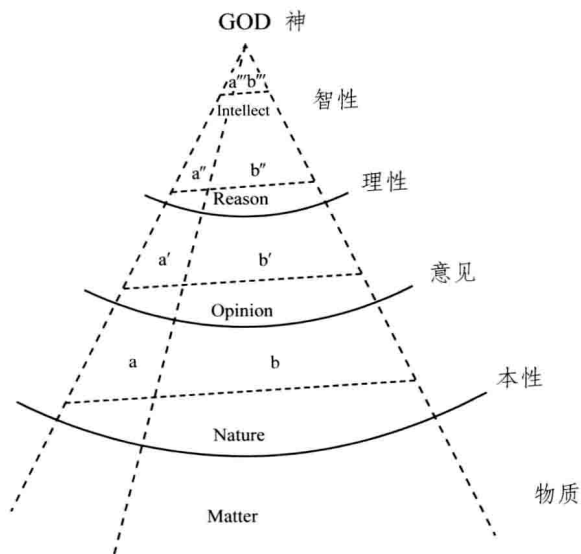 GOD 神
a‴b‴
智性
Intellect
a″ b″
理性
Reason
a′ b′
意见
Opinion
a b
本性
Nature
物质
Matter